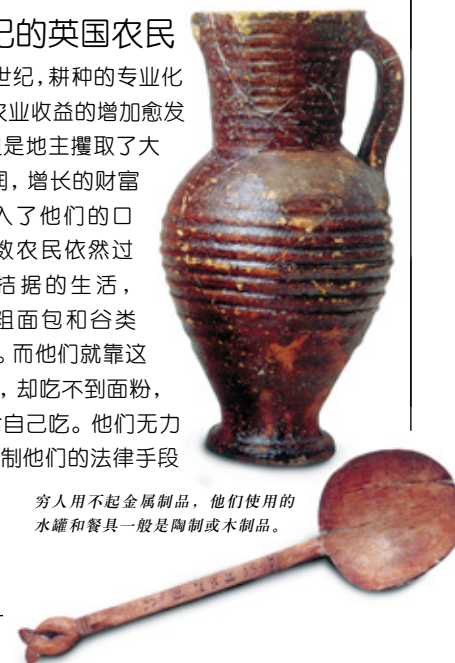 纪的英国农民
世纪,耕种的专业化
农业收益的增加愈发
是地主攫取了大
润,增长的财富
入了他们的口
数农民依然过
拮据的生活,
粗面包和谷类
。而他们就靠这
,却吃不到面粉,
自己吃。他们无力
制他们的法律手段
穷人用不起金属制品，他们使用的
水罐和餐具一般是陶制或木制品。